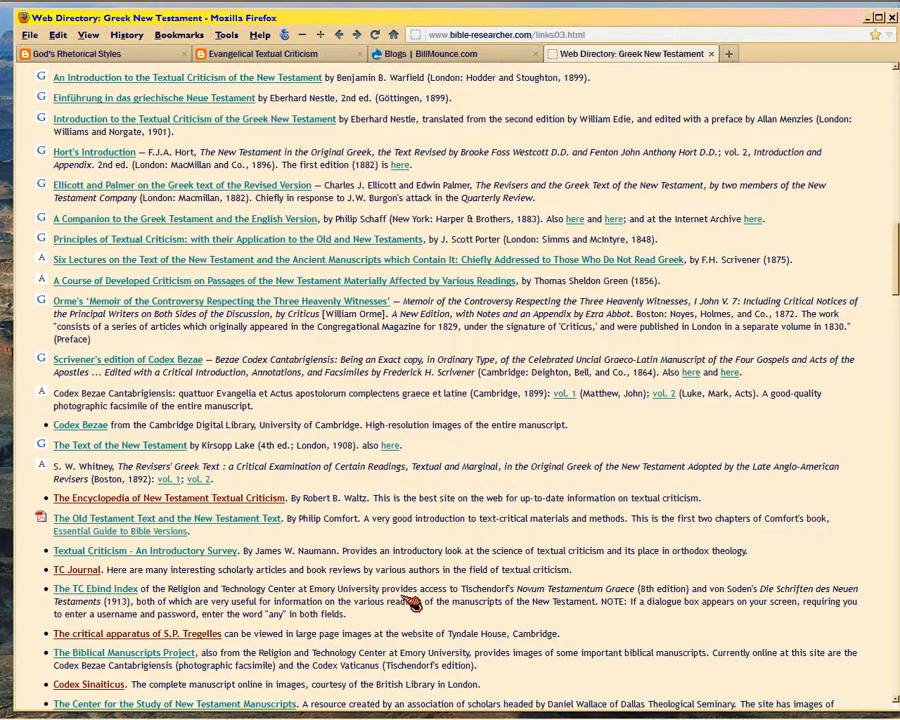 Web Directory: Greek New Testament - Mozilla Firefox
File Edit View History Bookmarks Tools Help
www.bible-researcher.com/links03.html
God's Rhetorical Styles
Evangelical Textual Criticism
Blogs | BillMounce.com
Web Directory: Greek New Testament
G An Introduction to the Textual Criticism of the New Testament by Benjamin B. Warfield (London: Hodder and Stoughton, 1899).
G Einführung in das griechische Neue Testament by Eberhard Nestle, 2nd ed. (Göttingen, 1899).
G Introduction to the Textual Criticism of the Greek New Testament by Eberhard Nestle, translated from the second edition by William Edie, and edited with a preface by Allan Menzies (London:
Williams and Norgate, 1901).
G Hort's Introduction — F.J.A. Hort, The New Testament in the Original Greek, the Text Revised by Brooke Foss Westcott D.D. and Fenton John Anthony Hort D.D.; vol. 2, Introduction and
Appendix. 2nd ed. (London: MacMillan and Co., 1896). The first edition (1882) is here.
G Ellicott and Palmer on the Greek text of the Revised Version — Charles J. Ellicott and Edwin Palmer, The Revisers and the Greek Text of the New Testament, by two members of the New
Testament Company (London: Macmillan, 1882). Chiefly in response to J.W. Burgon's attack in the Quarterly Review.
G A Companion to the Greek Testament and the English Version, by Philip Schaff (New York: Harper & Brothers, 1883). Also here and here; and at the Internet Archive here.
G Principles of Textual Criticism: with their Application to the Old and New Testaments, by J. Scott Porter (London: Simms and McIntyre, 1848).
A Six Lectures on the Text of the New Testament and the Ancient Manuscripts which Contain It: Chiefly Addressed to Those Who Do Not Read Greek, by F.H. Scrivener (1875).
A A Course of Developed Criticism on Passages of the New Testament Materially Affected by Various Readings, by Thomas Sheldon Green (1856).
G Orme's 'Memoir of the Controversy Respecting the Three Heavenly Witnesses' — Memoir of the Controversy Respecting the Three Heavenly Witnesses, I John V. 7: Including Critical Notices of
the Principal Writers on Both Sides of the Discussion, by Criticus [William Orme]. A New Edition, with Notes and an Appendix by Ezra Abbot. Boston: Noyes, Holmes, and Co., 1872. The work
"consists of a series of articles which originally appeared in the Congregational Magazine for 1829, under the signature of 'Criticus,' and were published in London in a separate volume in 1830."
(Preface)
G Scrivener's edition of Codex Bezae — Bezae Codex Cantabrigiensis: Being an Exact copy, in Ordinary Type, of the Celebrated Uncial Graeco-Latin Manuscript of the Four Gospels and Acts of the
Apostles ... Edited with a Critical Introduction, Annotations, and Facsimiles by Frederick H. Scrivener (Cambridge: Deighton, Bell, and Co., 1864). Also here and here.
A Codex Bezae Cantabrigiensis: quattuor Evangelia et Actus apostolorum complectens graece et latine (Cambridge, 1899): vol. 1 (Matthew, John); vol. 2 (Luke, Mark, Acts). A good-quality
photographic facsimile of the entire manuscript.
• Codex Bezae from the Cambridge Digital Library, University of Cambridge. High-resolution images of the entire manuscript.
G The Text of the New Testament by Kirsopp Lake (4th ed.; London, 1908). also here.
A S. W. Whitney, The Revisers' Greek Text : a Critical Examination of Certain Readings, Textual and Marginal, in the Original Greek of the New Testament Adopted by the Late Anglo-American
Revisers (Boston, 1892): vol. 1; vol. 2.
• The Encyclopedia of New Testament Textual Criticism. By Robert B. Waltz. This is the best site on the web for up-to-date information on textual criticism.
The Old Testament Text and the New Testament Text. By Philip Comfort. A very good introduction to text-critical materials and methods. This is the first two chapters of Comfort's book,
Essential Guide to Bible Versions.
• Textual Criticism - An Introductory Survey. By James W. Naumann. Provides an introductory look at the science of textual criticism and its place in orthodox theology.
• TC Journal. Here are many interesting scholarly articles and book reviews by various authors in the field of textual criticism.
• The TC Ebind Index of the Religion and Technology Center at Emory University provides access to Tischendorf's Novum Testamentum Graece (8th edition) and von Soden's Die Schriften des Neuen
Testaments (1913), both of which are very useful for information on the various of the manuscripts of the New Testament. NOTE: If a dialogue box appears on your screen, requiring you
to enter a username and password, enter the word "any" in both fields.
• The critical apparatus of S.P. Tregelles can be viewed in large page images at the website of Tyndale House, Cambridge.
• The Biblical Manuscripts Project, also from the Religion and Technology Center at Emory University, provides images of some important biblical manuscripts. Currently online at this site are the
Codex Bezae Cantabrigiensis (photographic facsimile) and the Codex Vaticanus (Tischendorf's edition).
• Codex Sinaiticus. The complete manuscript online in images, courtesy of the British Library in London.
• The Center for the Study of New Testament Manuscripts. A resource created by an association of scholars headed by Daniel Wallace of Dallas Theological Seminary. The site has images of